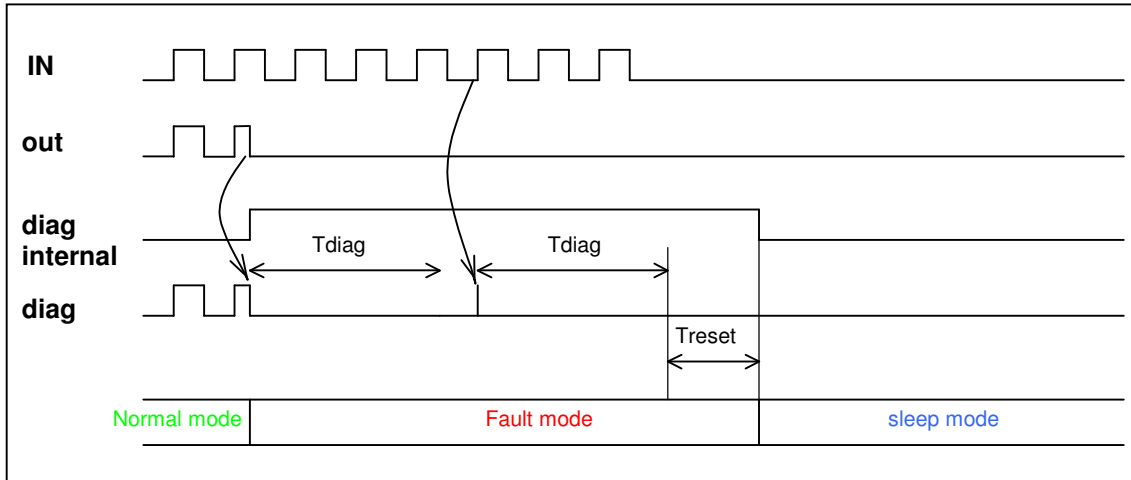 IN
out
diag
internal
Tdiag
Tdiag
diag
Treset
Normal mode
Fault mode
sleep mode